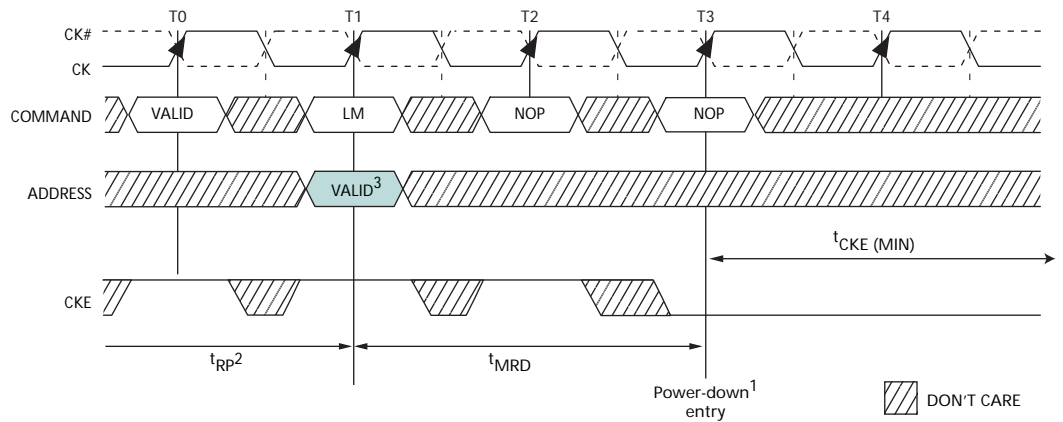 T0 T1 T2 T3 T4
CK#
CK
COMMAND VALID LM NOP NOP
ADDRESS VALID3
tCKE (MIN)
CKE
tRP2 tMRD
Power-down1
entry
DON'T CARE